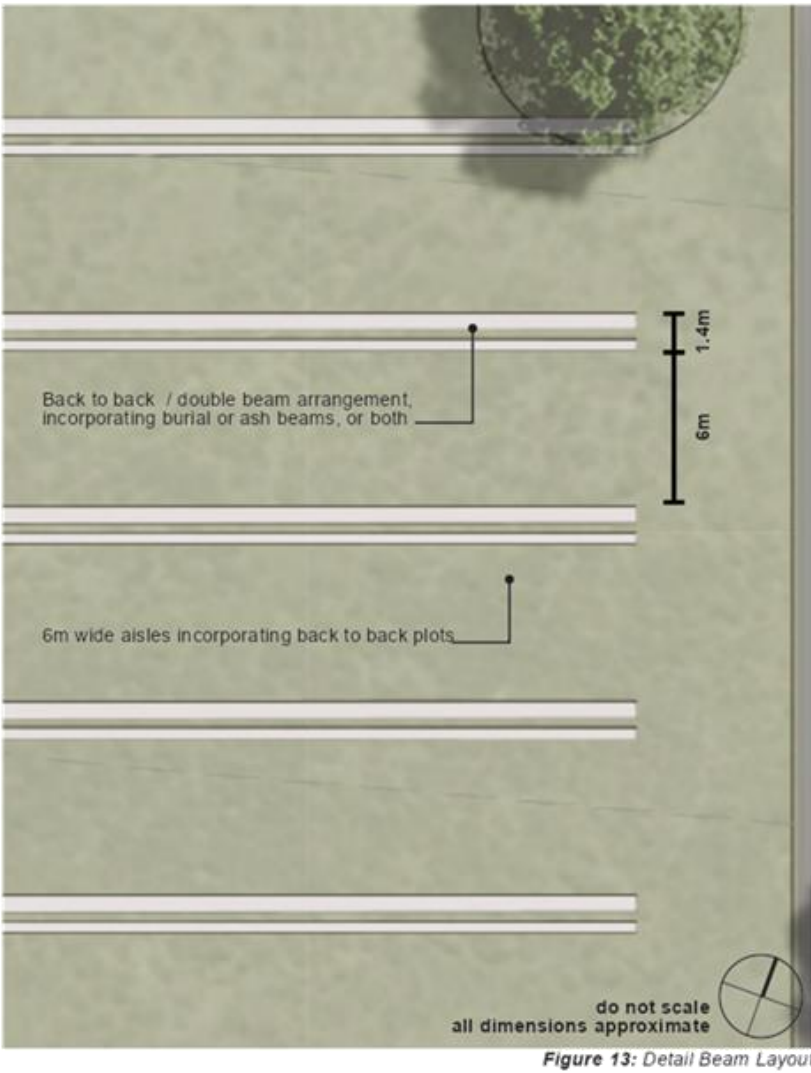 1.4m
Back to back / double beam arrangement,
incorporating burial or ash beams, or both
6m
6m wide aisles incorporating back to back plots
do not scale
all dimensions approximate
Figure 13: Detail Beam Layout